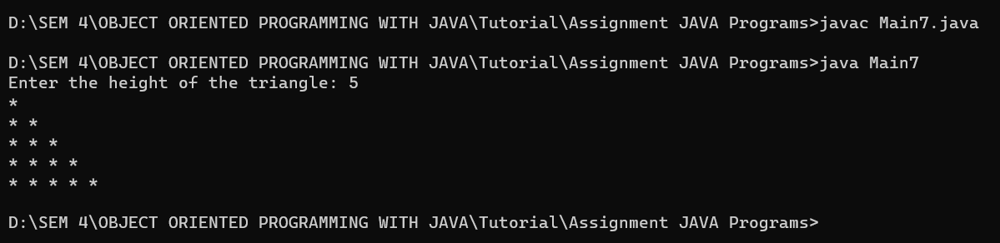 D:\SEM 4\OBJECT ORIENTED PROGRAMMING WITH JAVA\Tutorial\Assignment JAVA Programs>javac Main7.java
D:\SEM 4\OBJECT ORIENTED PROGRAMMING WITH JAVA\Tutorial\Assignment JAVA Programs>java Main7
Enter the height of the triangle: 5
*
* *
* * *
* * * *
* * * * *
D:\SEM 4\OBJECT ORIENTED PROGRAMMING WITH JAVA\Tutorial\Assignment JAVA Programs>